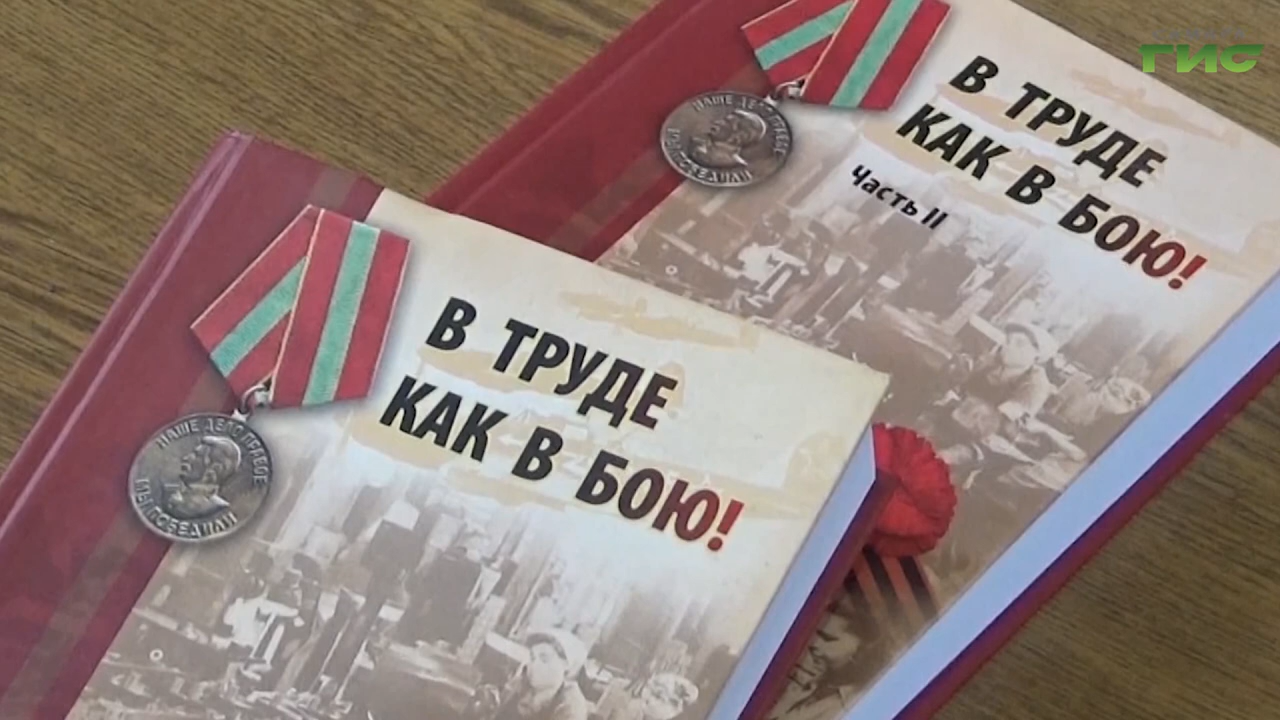 ГИС
В ТРУДЕ
КАК В БОЮ!
Часть II
НАШЕ ДЕЛО ПРАВОЕ
МЫ ПОБЕДИЛИ
В ТРУДЕ
КАК В БОЮ!
НАШЕ ДЕЛО ПРАВОЕ
МЫ ПОБЕДИЛИ